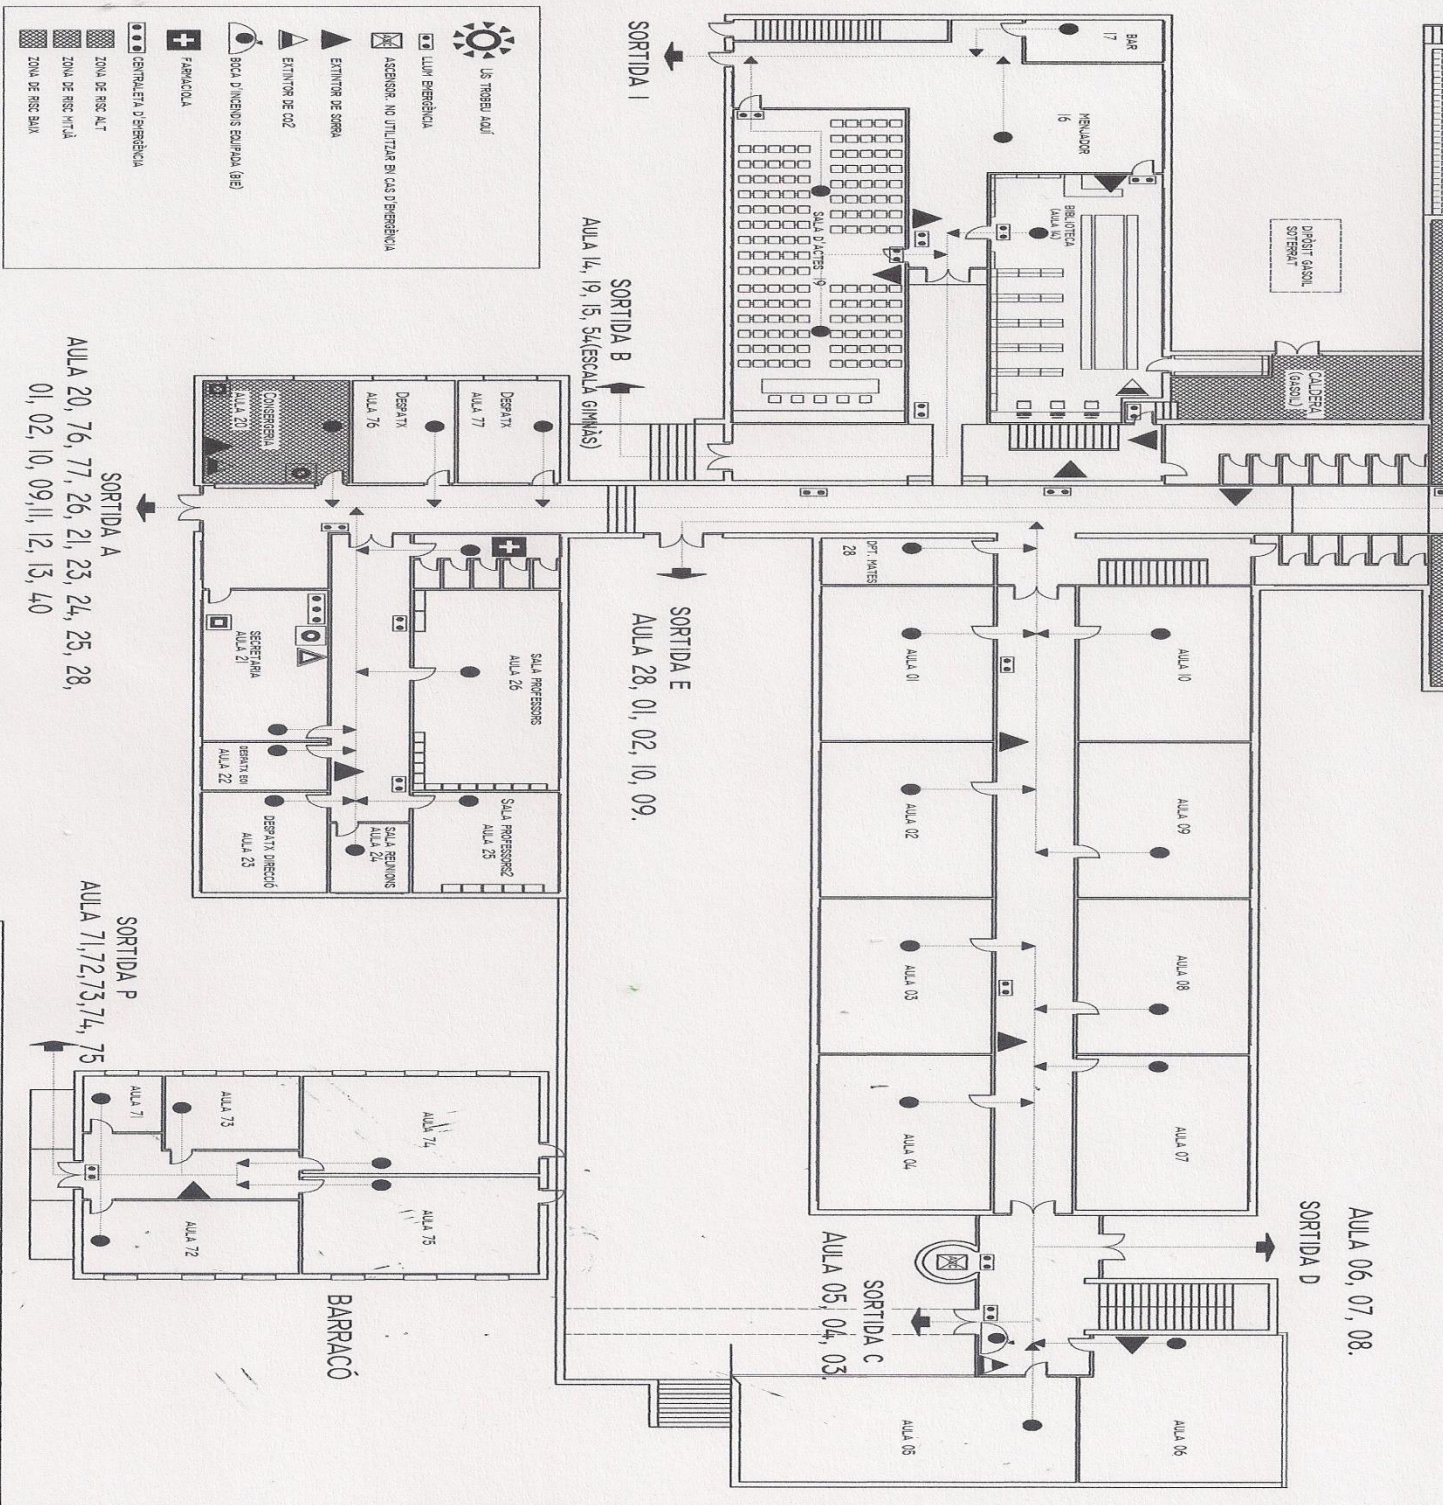 ÚS TROBEU AQUÍ
LLUM EMERGÈNCIA
ASCENSOR. NO UTILITZAR EN CAS D'EMERGÈNCIA
EXTINTOR DE SORRA
EXTINTOR DE CO2
BOCA D'INCENDIS EQUIPADA (BIE)
FARMACIOLA
CENTRALETA D'EMERGÈNCIA
ZONA DE RISC ALT
ZONA DE RISC MITJÀ
ZONA DE RISC BAIX
SORTIDA I
BAR
17
MENJADOR
16
BIBLIOTECA
(AULA 14)
SALA D'ACTES 19
DIPÒSIT GASOIL
SOTERRAT
CALDERA
(GASOIL)
SORTIDA B
AULA 14, 19, 15, 54(ESCALA GIMNÀS)
CONSERGERIA
AULA 20
DESPATX
AULA 76
DESPATX
AULA 77
SORTIDA A
AULA 20, 76, 77, 26, 21, 23, 24, 25, 28,
01, 02, 10, 09,11, 12, 13, 40
SORTIDA E
AULA 28, 01, 02, 10, 09.
DPT. MATES
28
SECRETARIA
AULA 21
SALA PROFESSORS
AULA 26
DESPATX EOI
AULA 22
DESPATX DIRECCIÓ
AULA 23
SALA REUNIONS
AULA 24
SALA PROFESSORS2
AULA 25
AULA 01
AULA 10
AULA 02
AULA 09
AULA 03
AULA 08
AULA 04
AULA 07
SORTIDA P
AULA 71,72,73,74, 75
AULA 71
AULA 73
AULA 74
AULA 72
AULA 75
BARRACÓ
AULA 06, 07, 08.
SORTIDA D
SORTIDA C
AULA 05, 04, 03.
ASC
AULA 05
AULA 06